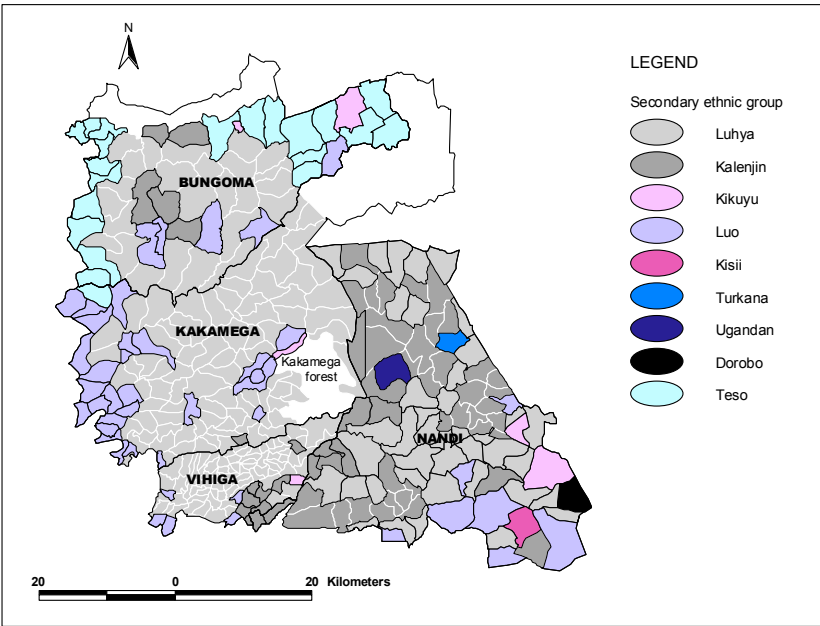 N
LEGEND
Secondary ethnic group
Luhya
Kalenjin
Kikuyu
Luo
Kisii
Turkana
Ugandan
Dorobo
Teso
BUNGOMA
KAKAMEGA
Kakamega
forest
NANDI
VIHIGA
20 0 20 Kilometers